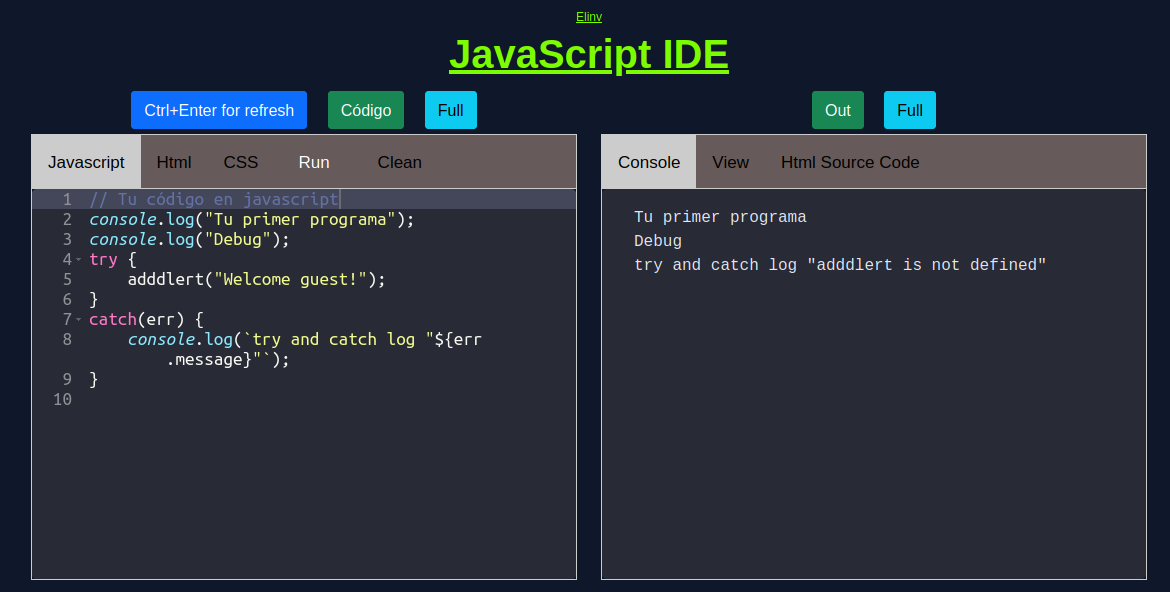 Elinv
JavaScript IDE
Ctrl+Enter for refresh Código Full
Out Full
Javascript Html CSS Run Clean
1 // Tu código en javascript
2 console.log("Tu primer programa");
3 console.log("Debug");
4 try {
5 adddlert("Welcome guest!");
6 }
7 catch(err) {
8 console.log(`try and catch log "${err
.message}"`);
9 }
10
Console View Html Source Code
Tu primer programa
Debug
try and catch log "adddlert is not defined"